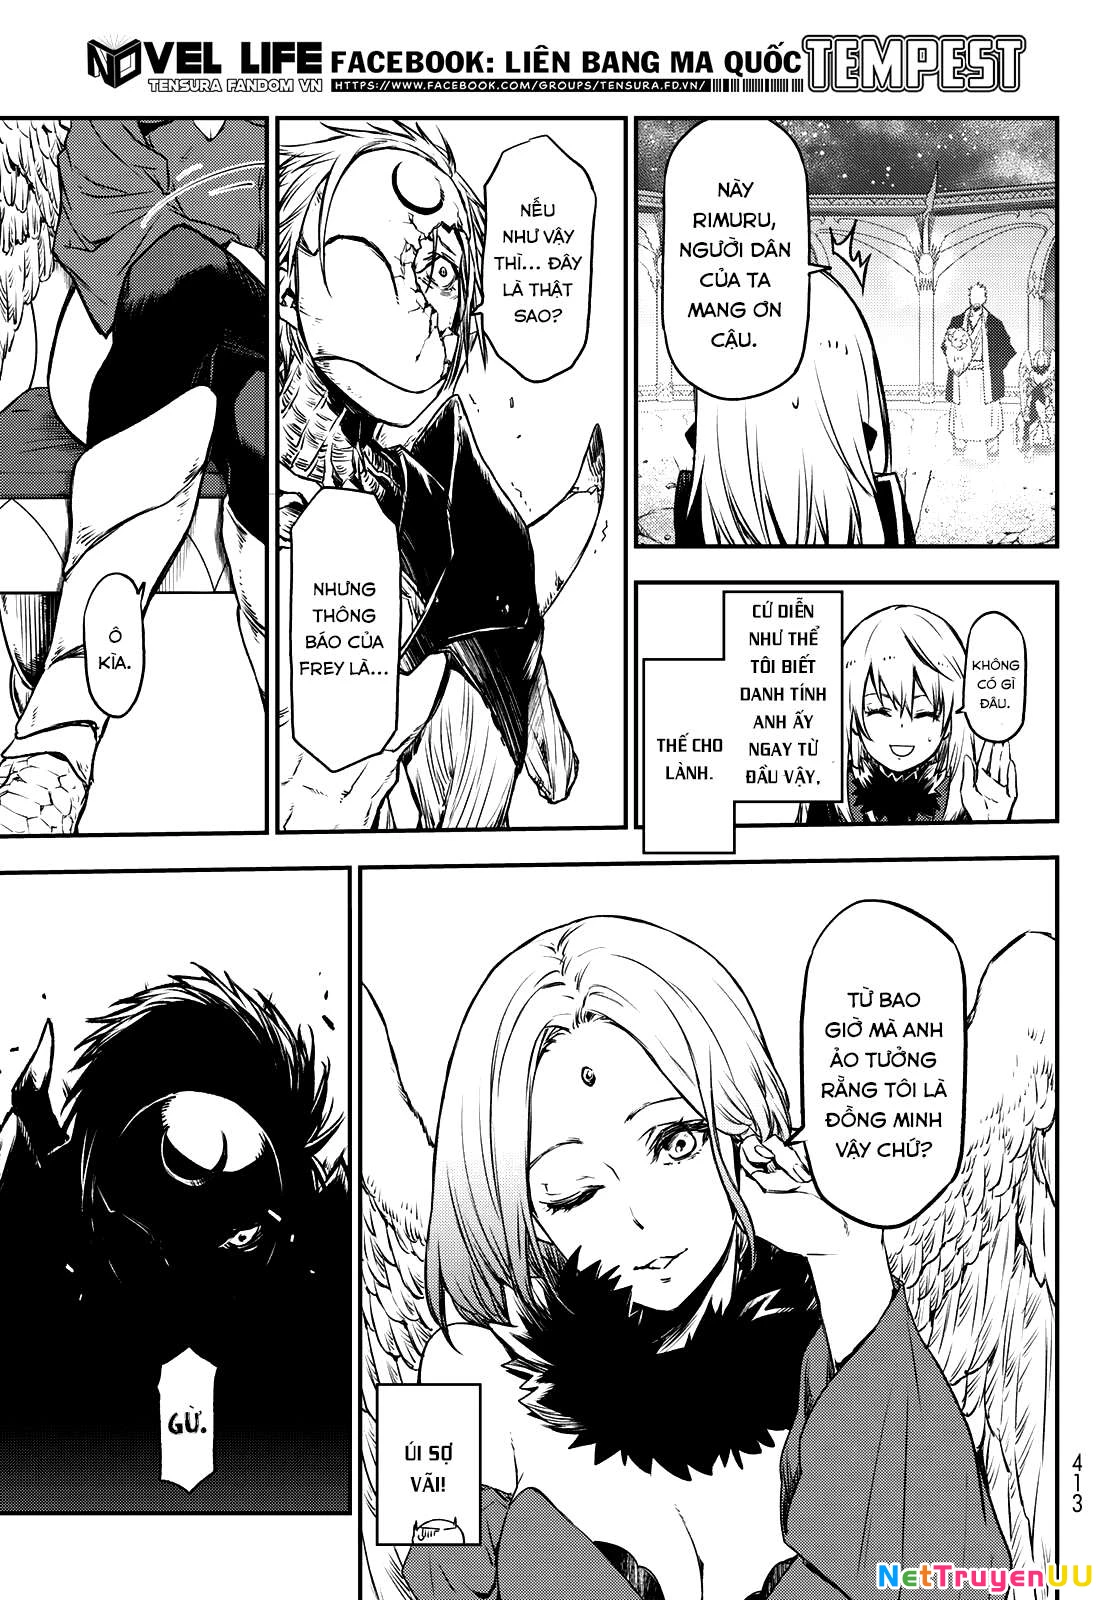 NOVEL LIFE
TENSURA FANDOM VN
FACEBOOK: LIÊN BANG MA QUỐC
HTTPS://WWW.FACEBOOK.COM/GROUPS/TENSURA.FD.VN/
TEMPEST
NÀY
RIMURU,
NGƯỜI DÂN
CỦA TA
MANG ƠN
CẬU.
KHÔNG
CÓ GÌ
ĐÂU.
CỨ DIỄN
NHƯ THỂ
TÔI BIẾT
DANH TÍNH
ANH ẤY
NGAY TỪ
ĐẦU VẬY,
THẾ CHO
LÀNH.
NẾU
NHƯ VẬY
THÌ... ĐÂY
LÀ THẬT
SAO?
NHƯNG
THÔNG
BÁO CỦA
FREY LÀ...
Ô
KÌA.
TỪ BAO
GIỜ MÀ ANH
ẢO TƯỞNG
RẰNG TÔI LÀ
ĐỒNG MINH
VẬY CHỨ?
ÚI SỢ
VÃI!
GỪ.
413
NetTruyenUU